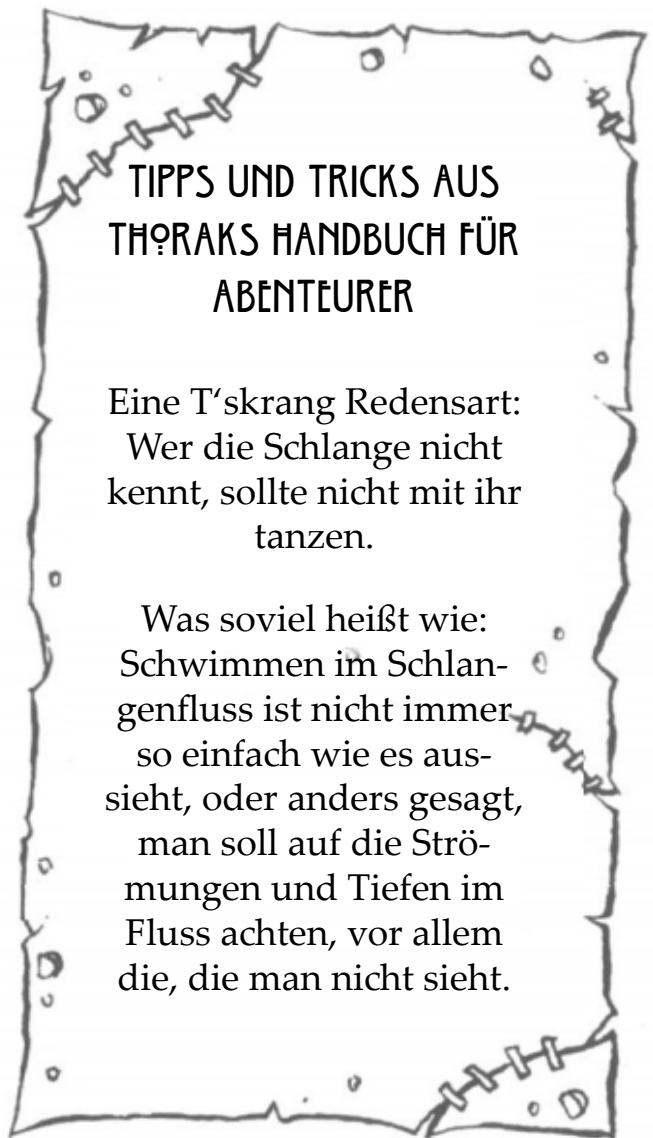 TIPPS UND TRICKS AUS
THORAKS HANDBUCH FÜR
ABENTEURER
Eine T‘skrang Redensart:
Wer die Schlange nicht
kennt, sollte nicht mit ihr
tanzen.
Was soviel heißt wie:
Schwimmen im Schlan-
genfluss ist nicht immer
so einfach wie es aus-
sieht, oder anders gesagt,
man soll auf die Strö-
mungen und Tiefen im
Fluss achten, vor allem
die, die man nicht sieht.